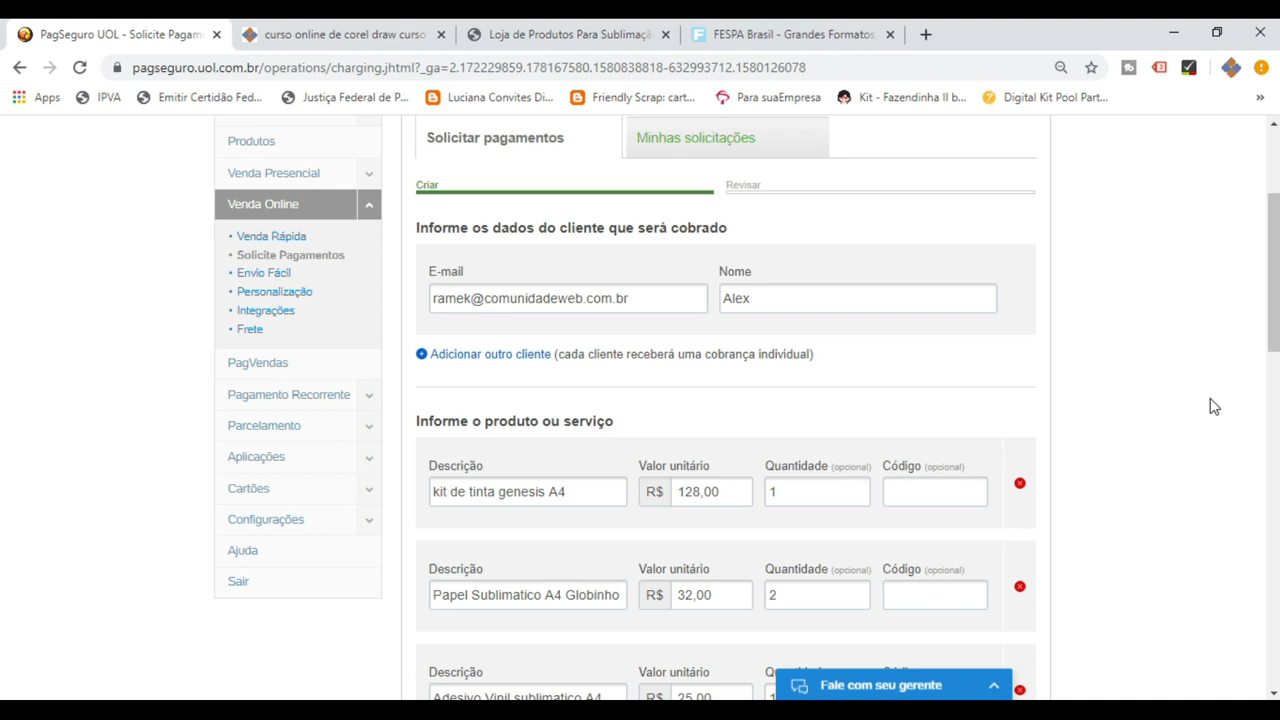 PagSeguro UOL - Solicite Pagam
curso online de corel draw curso
Loja de Produtos Para Sublimaçã
FESPA Brasil - Grandes Formatos,
pagseguro.uol.com.br/operations/charging.jhtml?_ga=2.172229859.178167580.1580838818-632993712.1580126078
Apps
IPVA
Emitir Certidão Fed...
Justiça Federal de P...
Luciana Convites Di...
Friendly Scrap: cart...
Para suaEmpresa
Kit - Fazendinha II b...
Digital Kit Pool Part...
»
Produtos
Venda Presencial
Venda Online
• Venda Rápida
• Solicite Pagamentos
• Envio Fácil
• Personalização
• Integrações
• Frete
PagVendas
Pagamento Recorrente
Parcelamento
Aplicações
Cartões
Configurações
Ajuda
Sair
Solicitar pagamentos
Minhas solicitações
Criar
Revisar
Informe os dados do cliente que será cobrado
E-mail
Nome
ramek@comunidadeweb.com.br
Alex
Adicionar outro cliente (cada cliente receberá uma cobrança individual)
Informe o produto ou serviço
Descrição
Valor unitário
Quantidade (opcional)
Código (opcional)
kit de tinta genesis A4
R$
128,00
1
Descrição
Valor unitário
Quantidade (opcional)
Código (opcional)
Papel Sublimatico A4 Globinho
R$
32,00
2
Descrição
Valor unitário
Adesivo Vinil sublimatico A4
R$
25,00
Fale com seu gerente